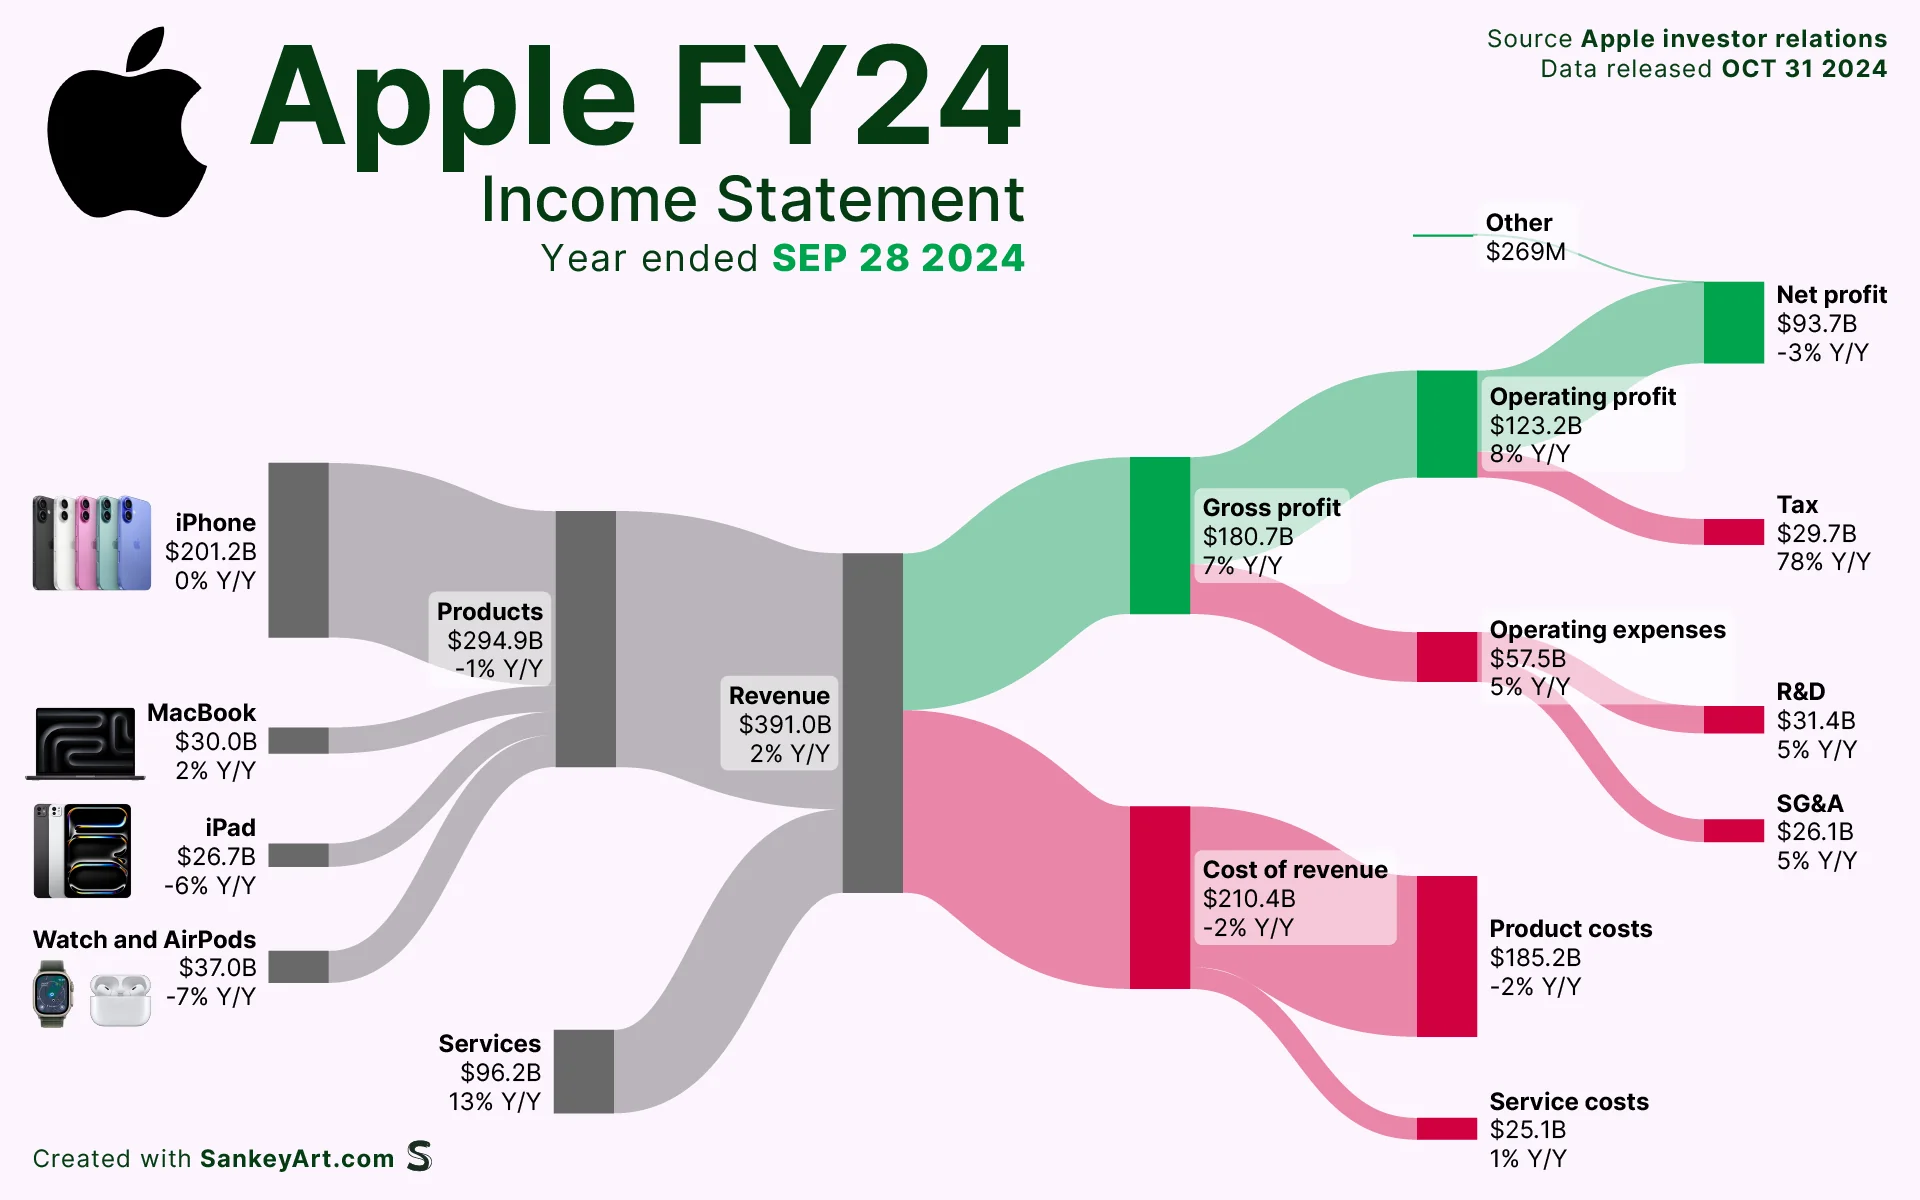 Apple FY24
Income Statement
Year ended SEP 28 2024
Source Apple investor relations
Data released OCT 31 2024
iPhone
$201.2B
0% Y/Y
MacBook
$30.0B
2% Y/Y
iPad
$26.7B
-6% Y/Y
Watch and AirPods
$37.0B
-7% Y/Y
Products
$294.9B
-1% Y/Y
Services
$96.2B
13% Y/Y
Revenue
$391.0B
2% Y/Y
Gross profit
$180.7B
7% Y/Y
Cost of revenue
$210.4B
-2% Y/Y
Other
$269M
Operating profit
$123.2B
8% Y/Y
Operating expenses
$57.5B
5% Y/Y
Product costs
$185.2B
-2% Y/Y
Service costs
$25.1B
1% Y/Y
Net profit
$93.7B
-3% Y/Y
Tax
$29.7B
78% Y/Y
R&D
$31.4B
5% Y/Y
SG&A
$26.1B
5% Y/Y
Created with SankeyArt.com